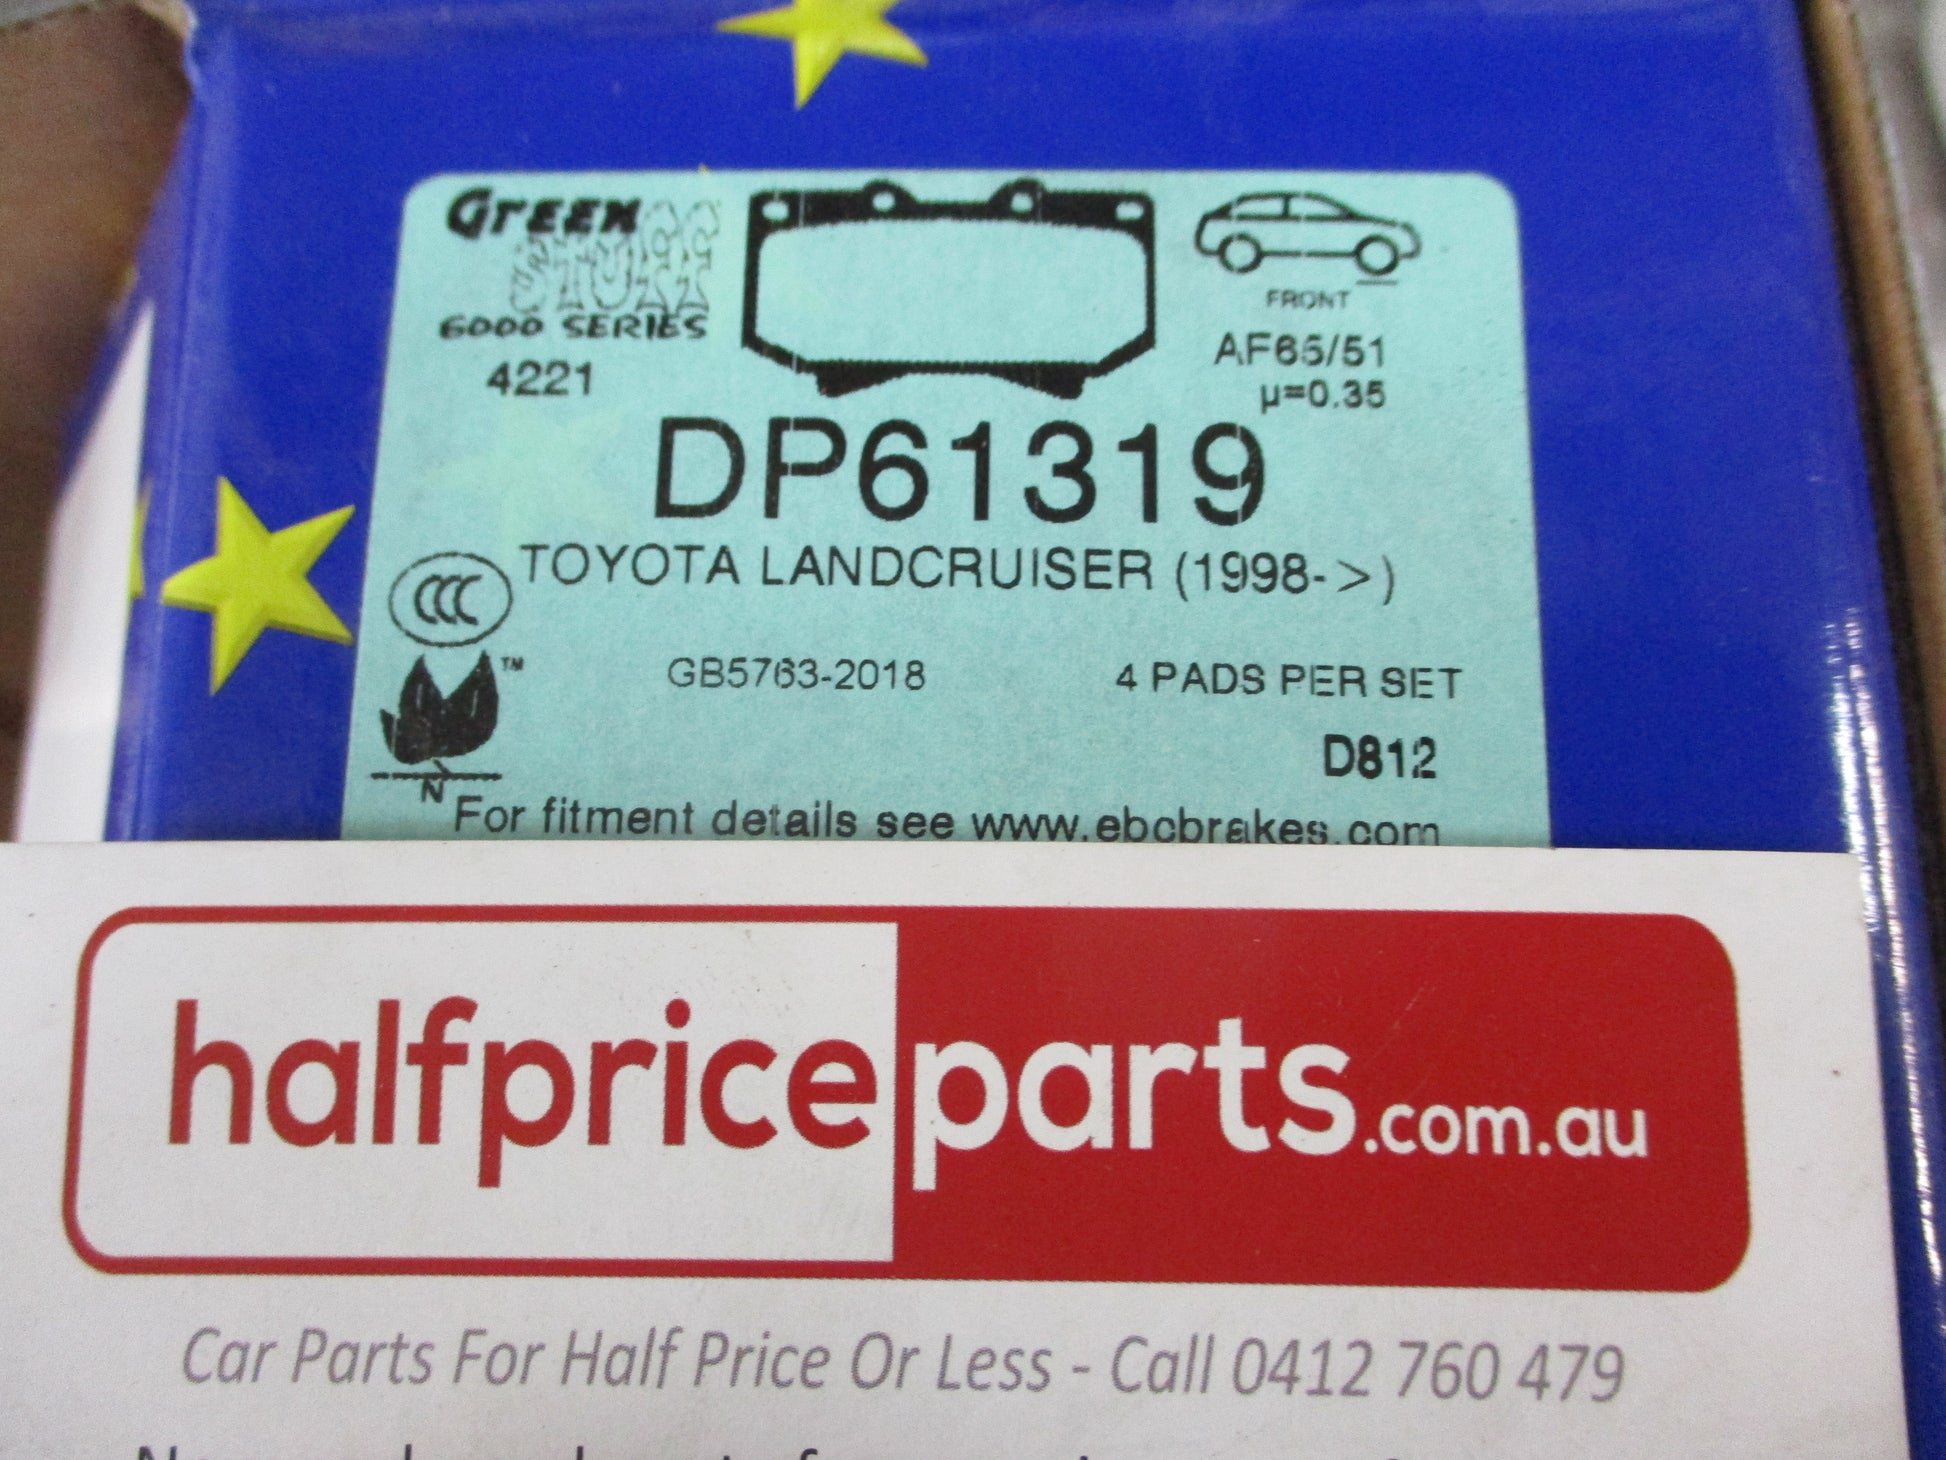 GREEN
STUFF
6000 SERIES
4221
FRONT
AF65/51
µ=0.35
DP61319
TOYOTA LANDCRUISER (1998->)
CCC
GB5763-2018
4 PADS PER SET
TM
D812
N
For fitment details see www.ebcbrakes.com
halfpriceparts.com.au
Car Parts For Half Price Or Less - Call 0412 760 479